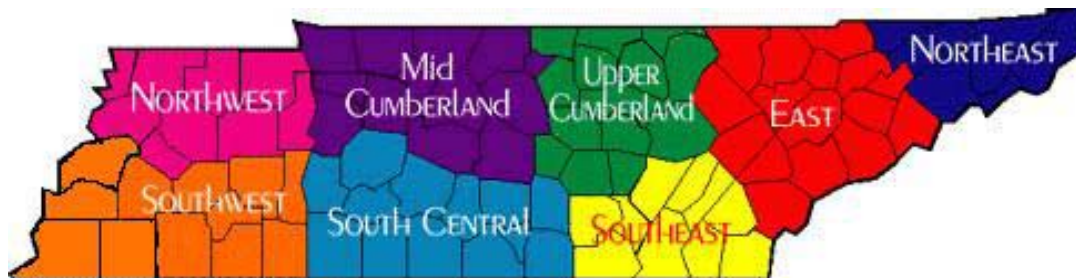 Northeast
Mid
Cumberland
Upper
Cumberland
Northwest
East
Southwest
South Central
Southeast